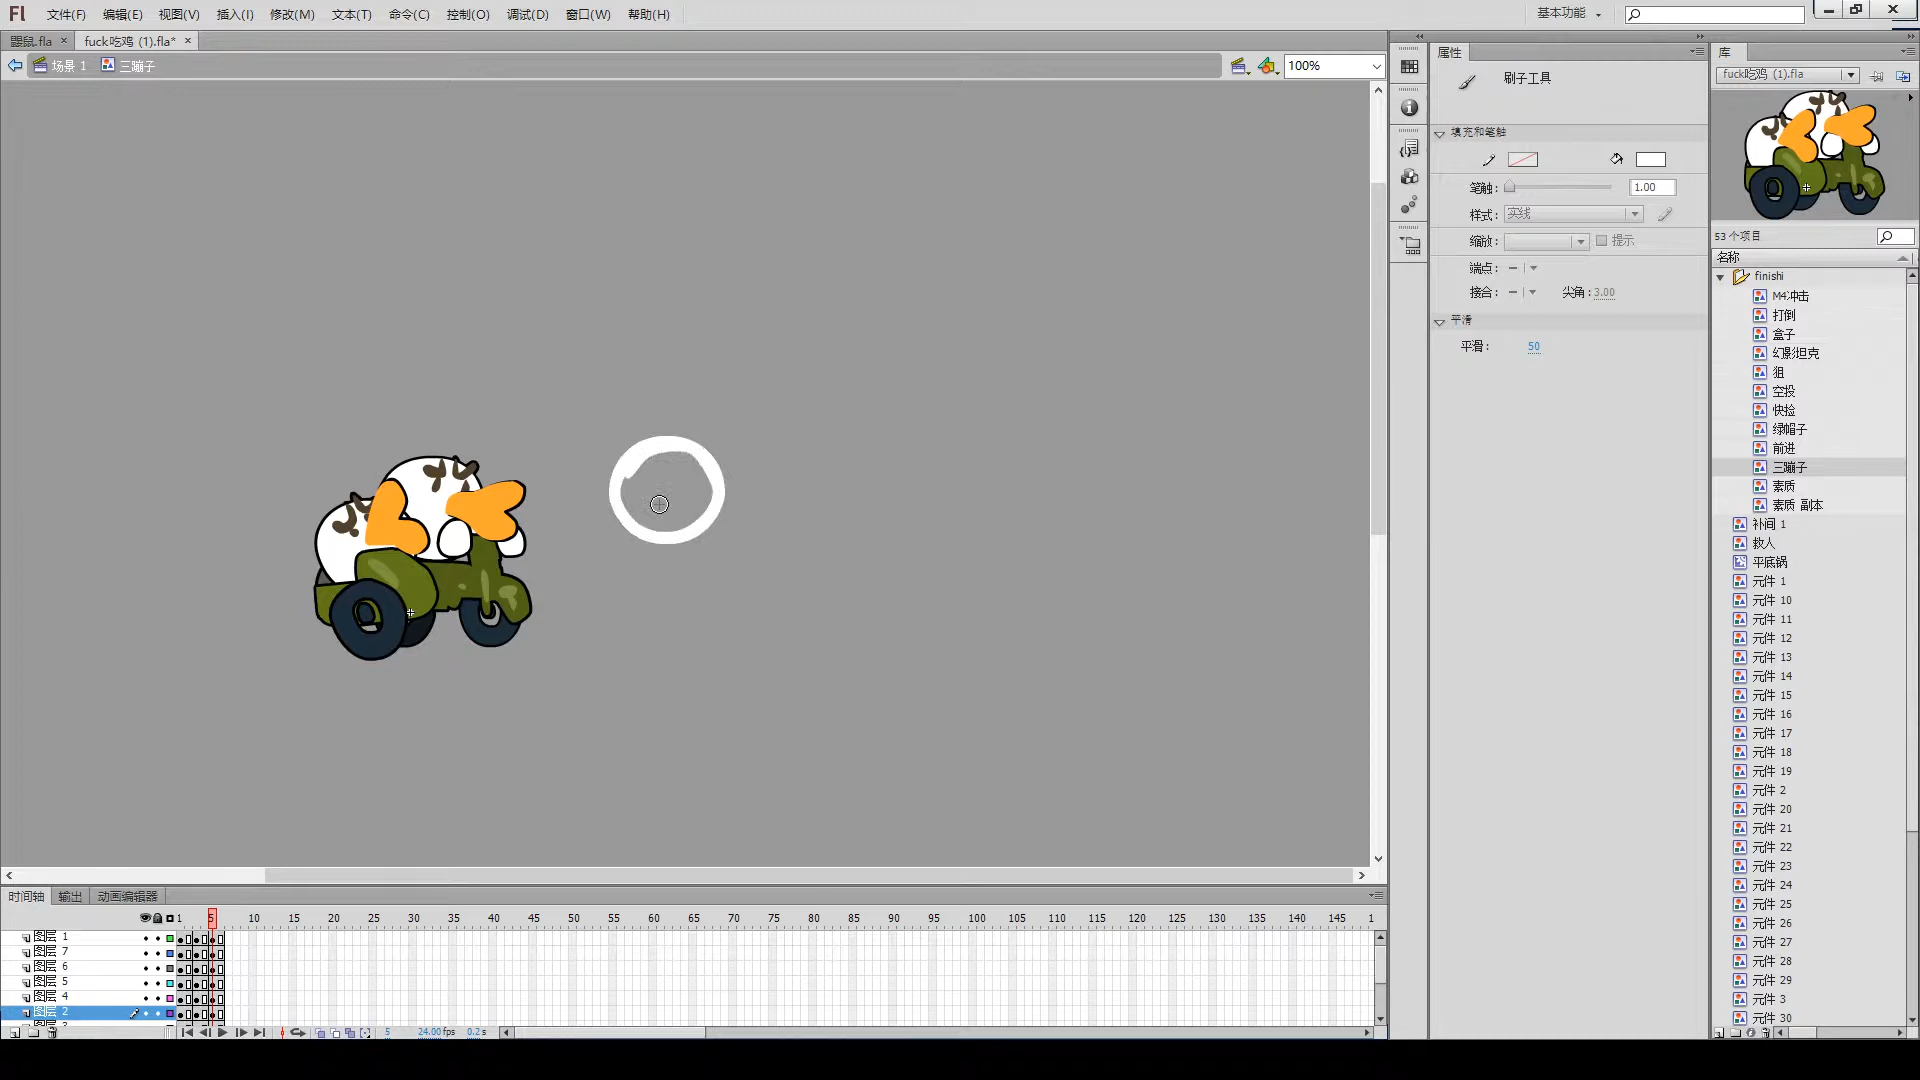 Fl 文件(F) 编辑(E) 视图(V) 插入(I) 修改(M) 文本(T) 命令(C) 控制(O) 调试(D) 窗口(W) 帮助(H) 基本功能
鼹鼠.fla × fuck吃鸡 (1).fla* ×
场景 1 三蹦子 100%
属性
刷子工具
填充和笔触
笔触: 1.00
样式: 实线
缩放: 提示
端点:
接合: 尖角: 3.00
平滑
平滑: 50
库
fuck吃鸡 (1).fla
53 个项目
名称
finishi
M4冲击
打倒
盒子
幻影坦克
狙
空投
快捡
绿帽子
前进
三蹦子
素质
素质 副本
补间 1
救人
平底锅
元件 1
元件 10
元件 11
元件 12
元件 13
元件 14
元件 15
元件 16
元件 17
元件 18
元件 19
元件 2
元件 20
元件 21
元件 22
元件 23
元件 24
元件 25
元件 26
元件 27
元件 28
元件 29
元件 3
元件 30
时间轴 输出 动画编辑器
1 5 10 15 20 25 30 35 40 45 50 55 60 65 70 75 80 85 90 95 100 105 110 115 120 125 130 135 140 145 1
图层 1
图层 7
图层 6
图层 5
图层 4
图层 2
5 24.00 fps 0.2 s